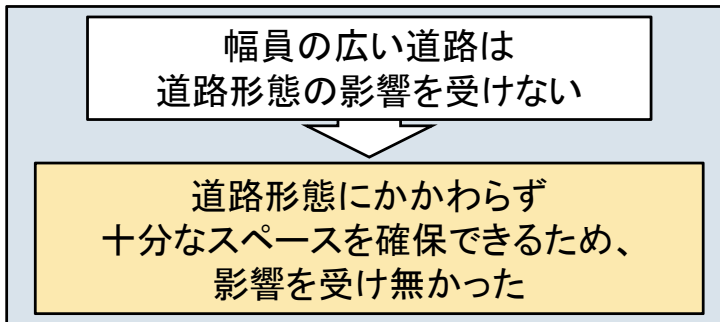 幅員の広い道路は
道路形態の影響を受けない
道路形態にかかわらず
十分なスペースを確保できるため、
影響を受け無かった